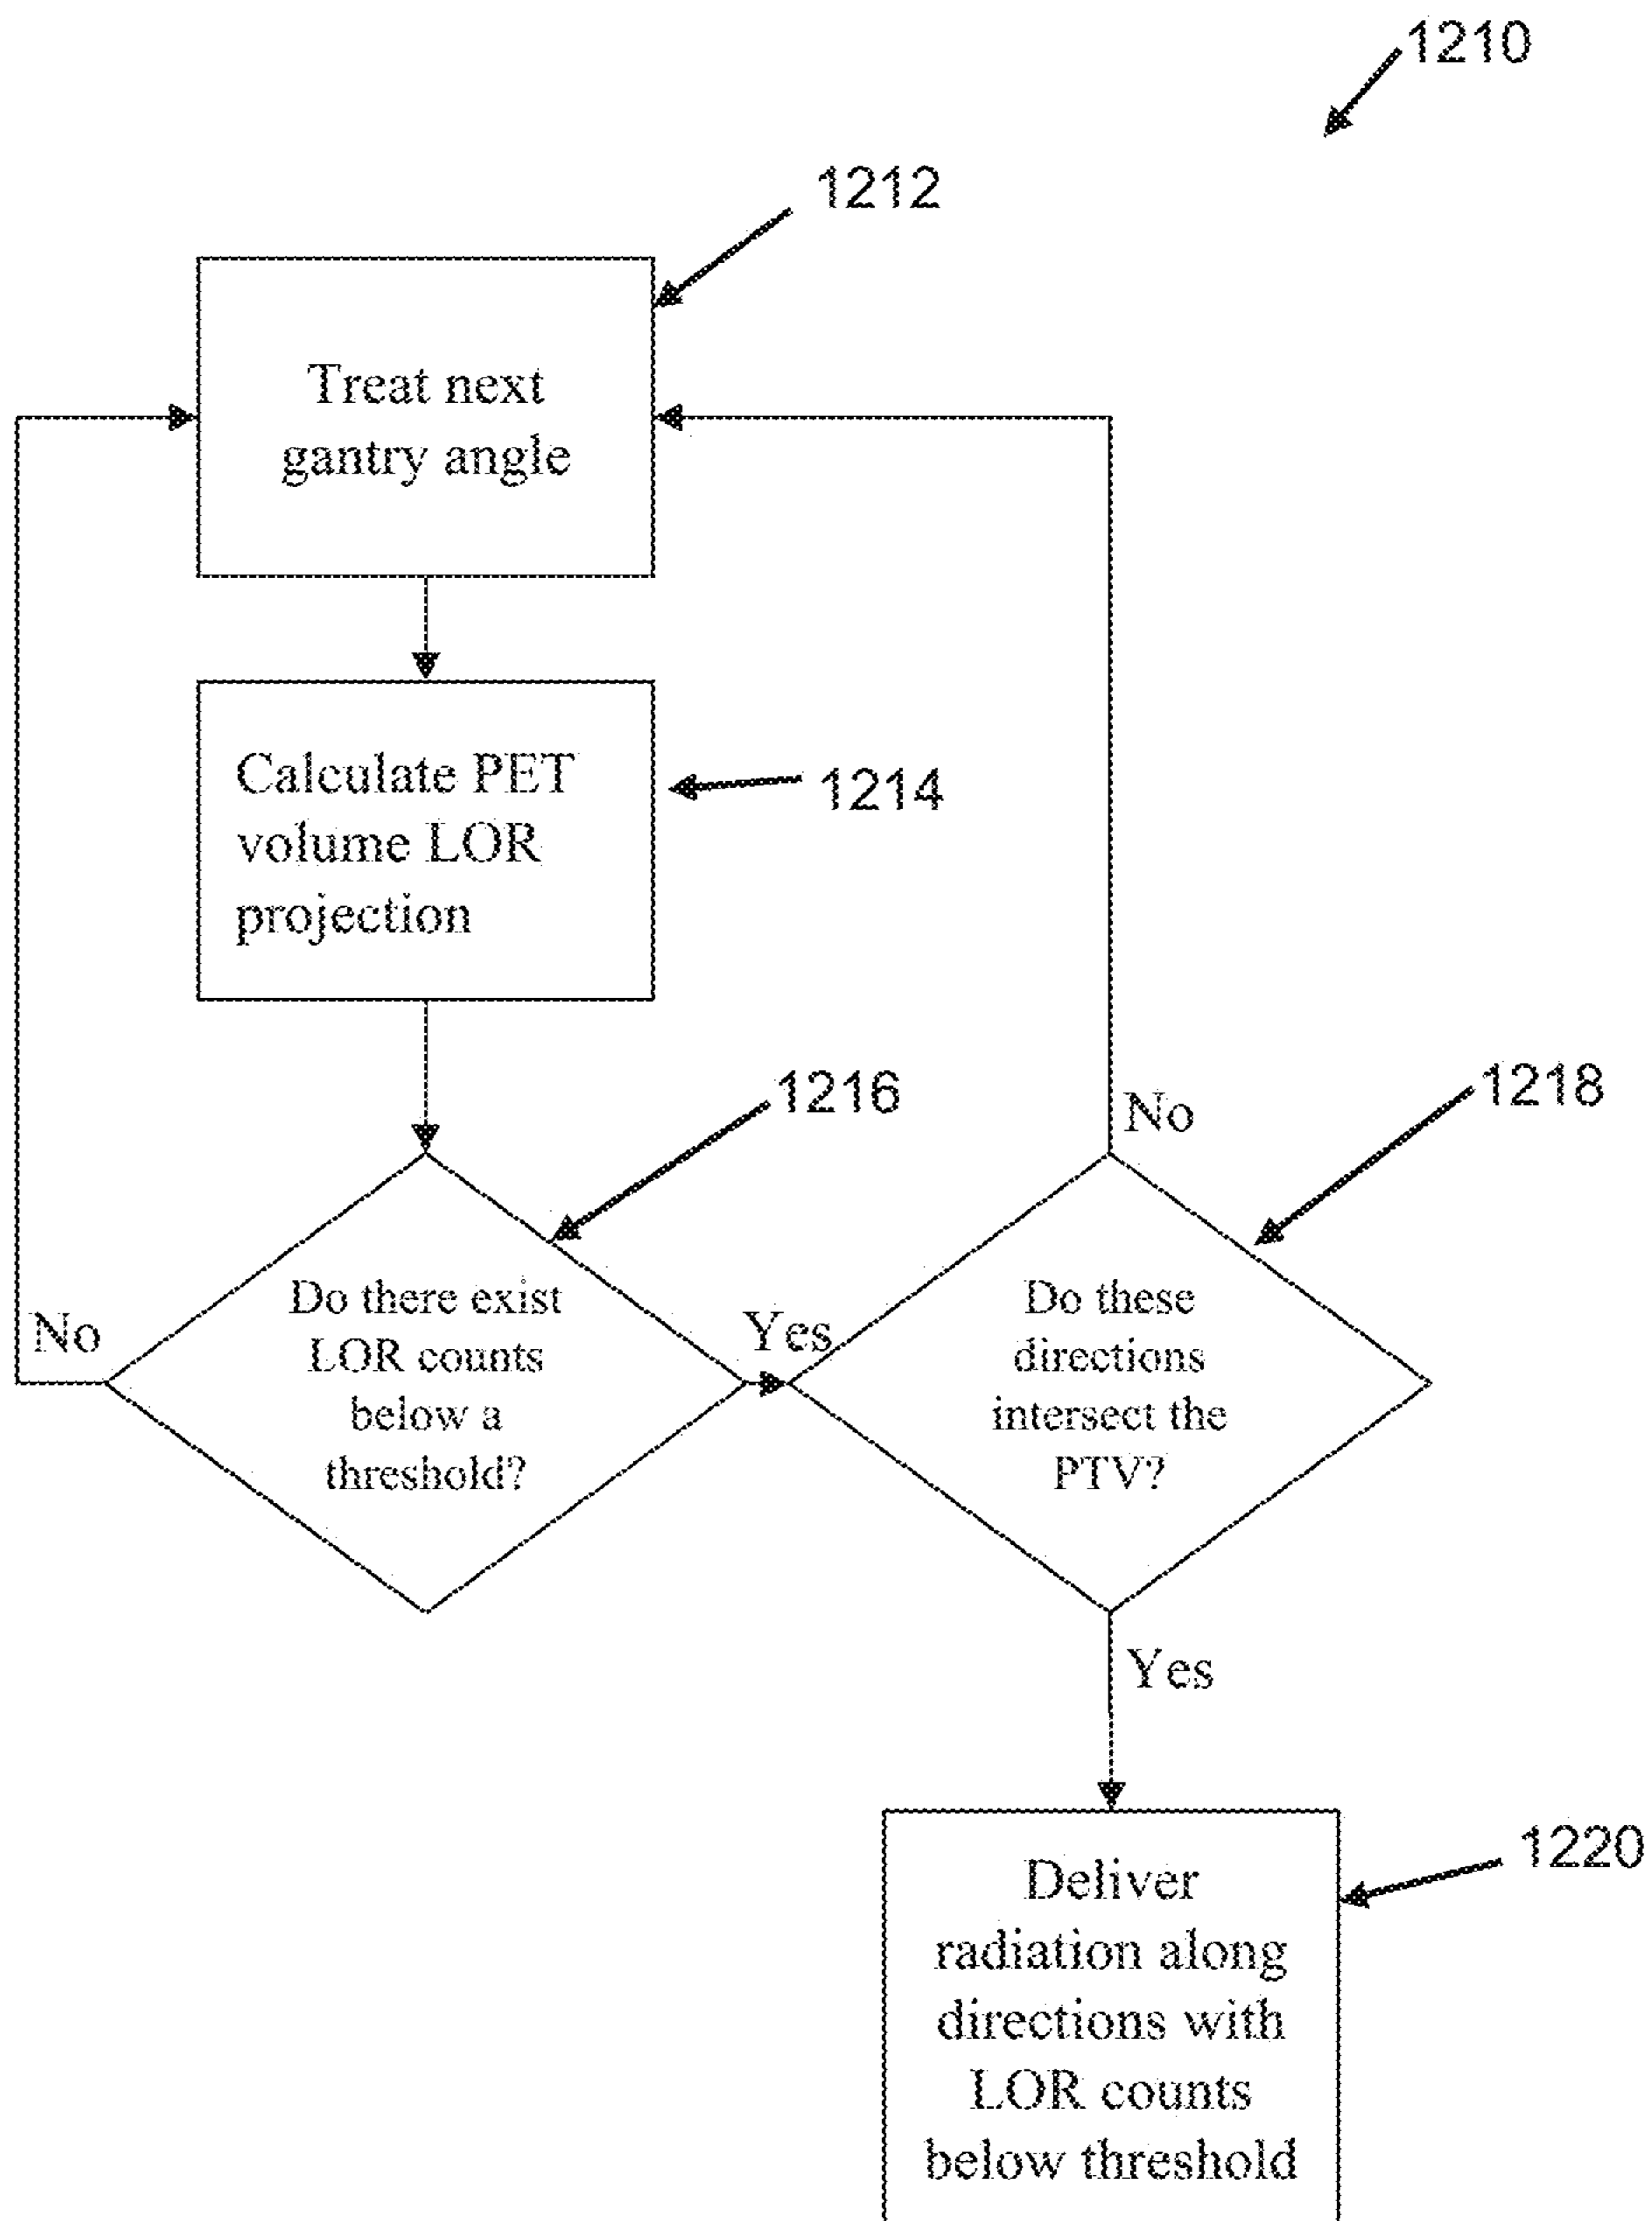 1210
1212
Treat next
gantry angle
Calculate PET
volume LOR
projection
1214
1216
1218
No
Do there exist
LOR counts
below a
threshold?
No
Yes
Do these
directions
intersect the
PTV?
Yes
1220
Deliver
radiation along
directions with
LOR counts
below threshold